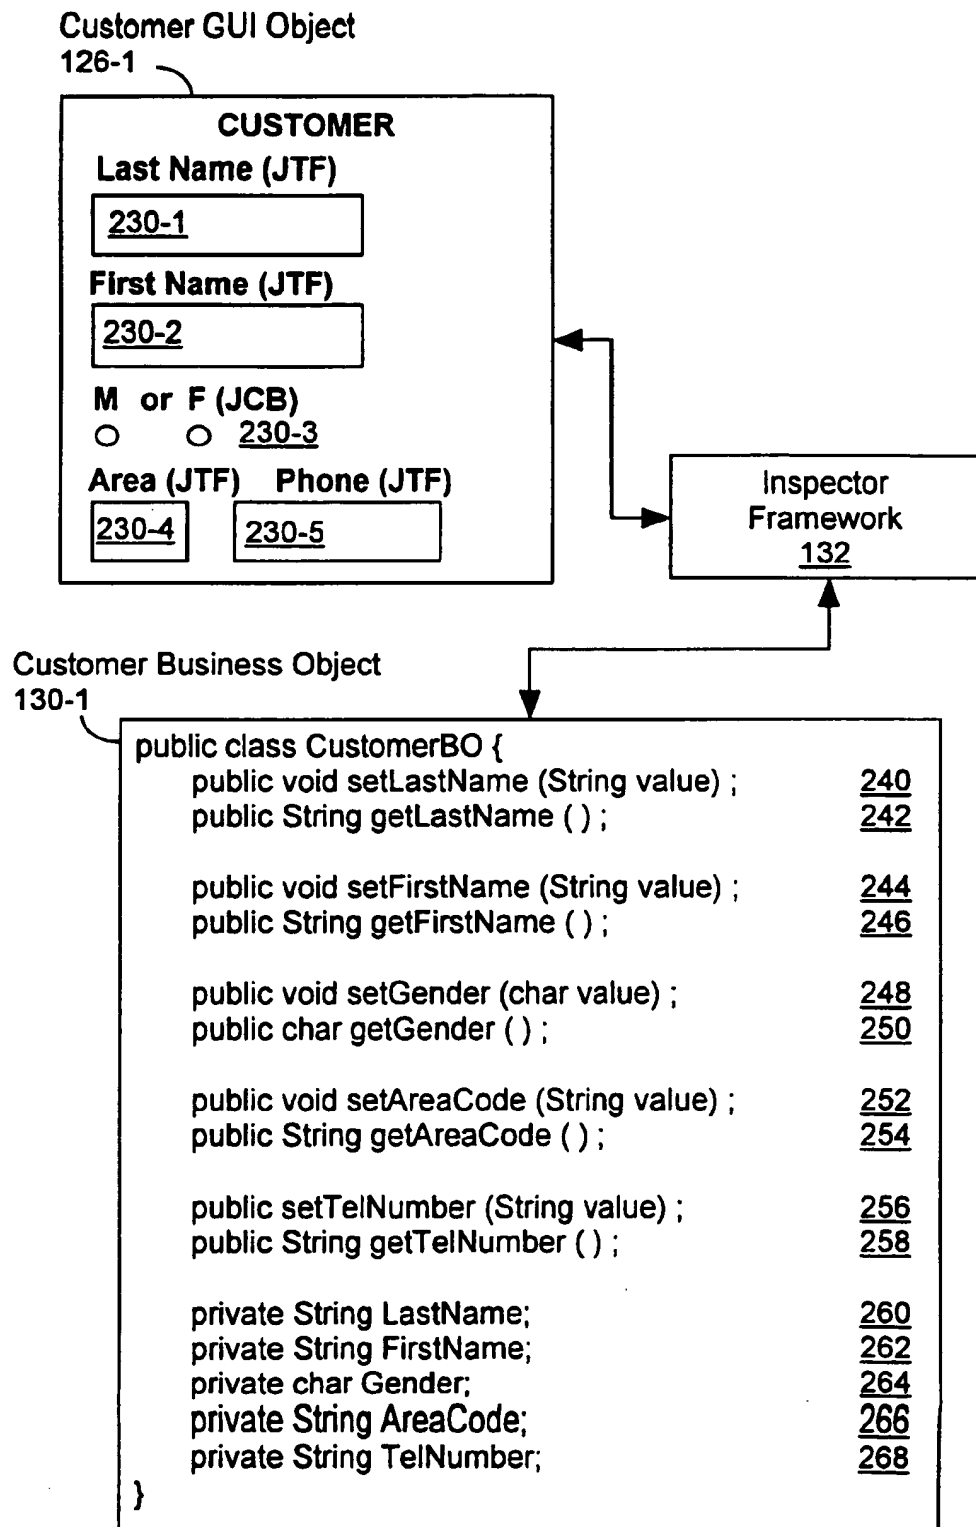 Customer GUI Object
126-1
CUSTOMER
Last Name (JTF)
230-1
First Name (JTF)
230-2
M or F (JCB)
230-3
Area (JTF) Phone (JTF)
230-4 230-5
Inspector
Framework
132
Customer Business Object
130-1
public class CustomerBO {
public void setLastName (String value) ; 240
public String getLastName ( ) ; 242
public void setFirstName (String value) ; 244
public String getFirstName ( ) ; 246
public void setGender (char value) ; 248
public char getGender ( ) ; 250
public void setAreaCode (String value) ; 252
public String getAreaCode ( ) ; 254
public setTelNumber (String value) ; 256
public String getTelNumber ( ) ; 258
private String LastName; 260
private String FirstName; 262
private char Gender; 264
private String AreaCode; 266
private String TelNumber; 268
}